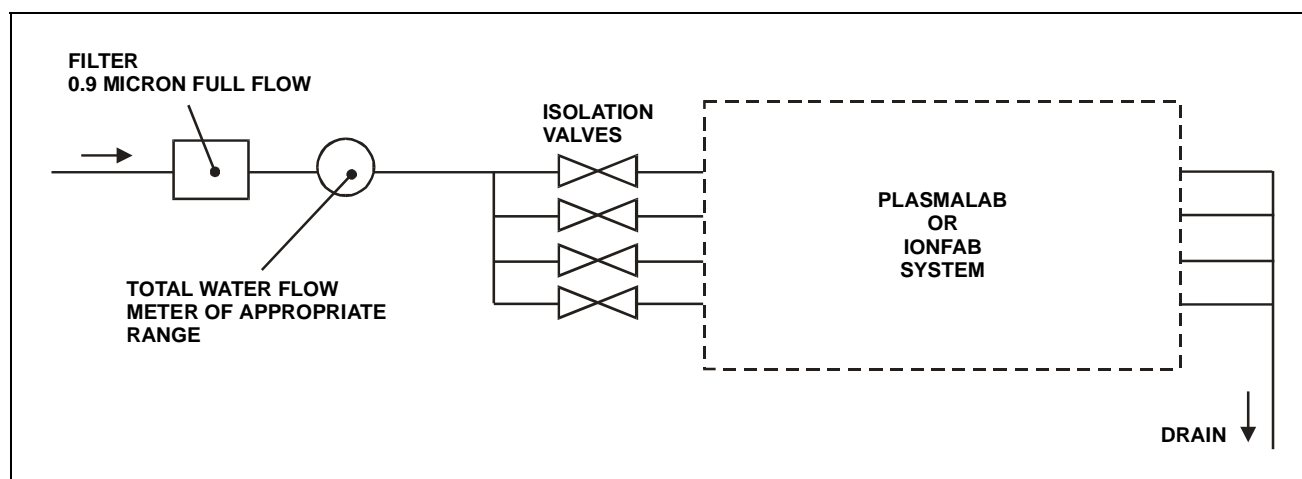 FILTER
0.9 MICRON FULL FLOW
ISOLATION
VALVES
PLASMALAB
OR
IONFAB
SYSTEM
TOTAL WATER FLOW
METER OF APPROPRIATE
RANGE
DRAIN